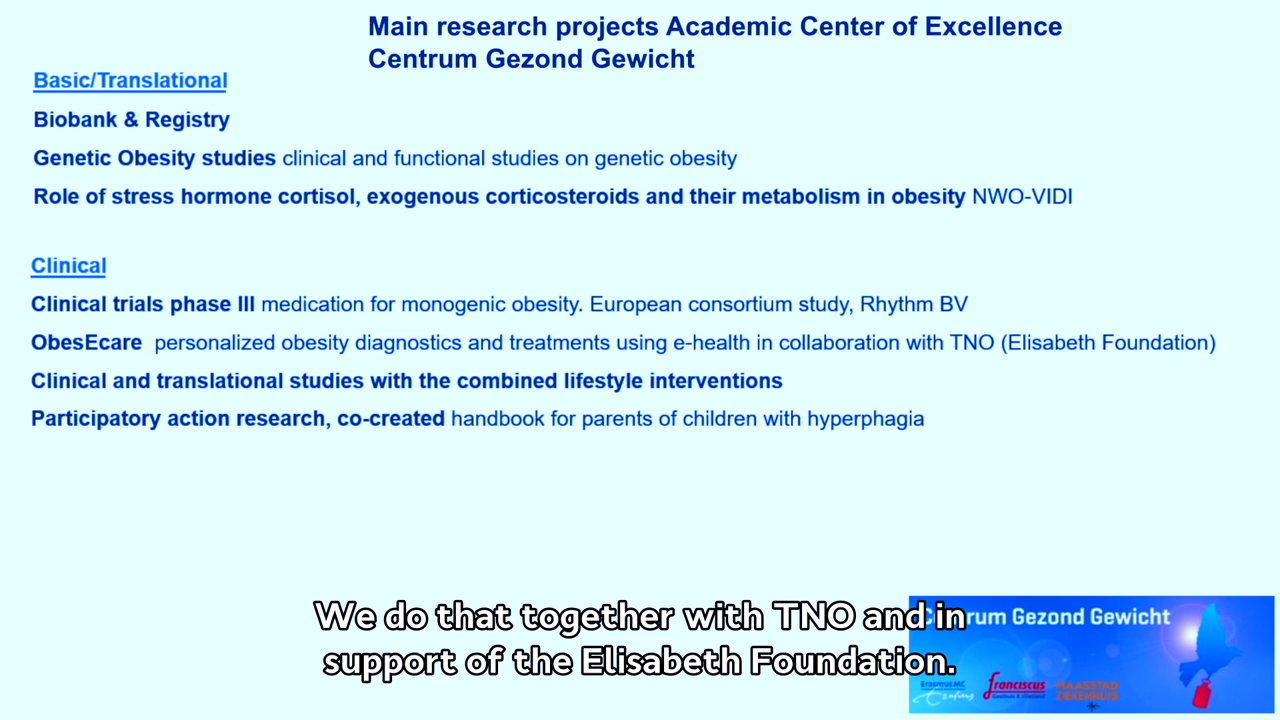 Main research projects Academic Center of Excellence
Centrum Gezond Gewicht
Basic/Translational
Biobank & Registry
Genetic Obesity studies clinical and functional studies on genetic obesity
Role of stress hormone cortisol, exogenous corticosteroids and their metabolism in obesity NWO-VIDI
Clinical
Clinical trials phase III medication for monogenic obesity. European consortium study, Rhythm BV
ObesEcare personalized obesity diagnostics and treatments using e-health in collaboration with TNO (Elisabeth Foundation)
Clinical and translational studies with the combined lifestyle interventions
Participatory action research, co-created handbook for parents of children with hyperphagia
We do that together with TNO and in
support of the Elisabeth Foundation.
Gezond Gewicht
Erasmus MC
franciscus